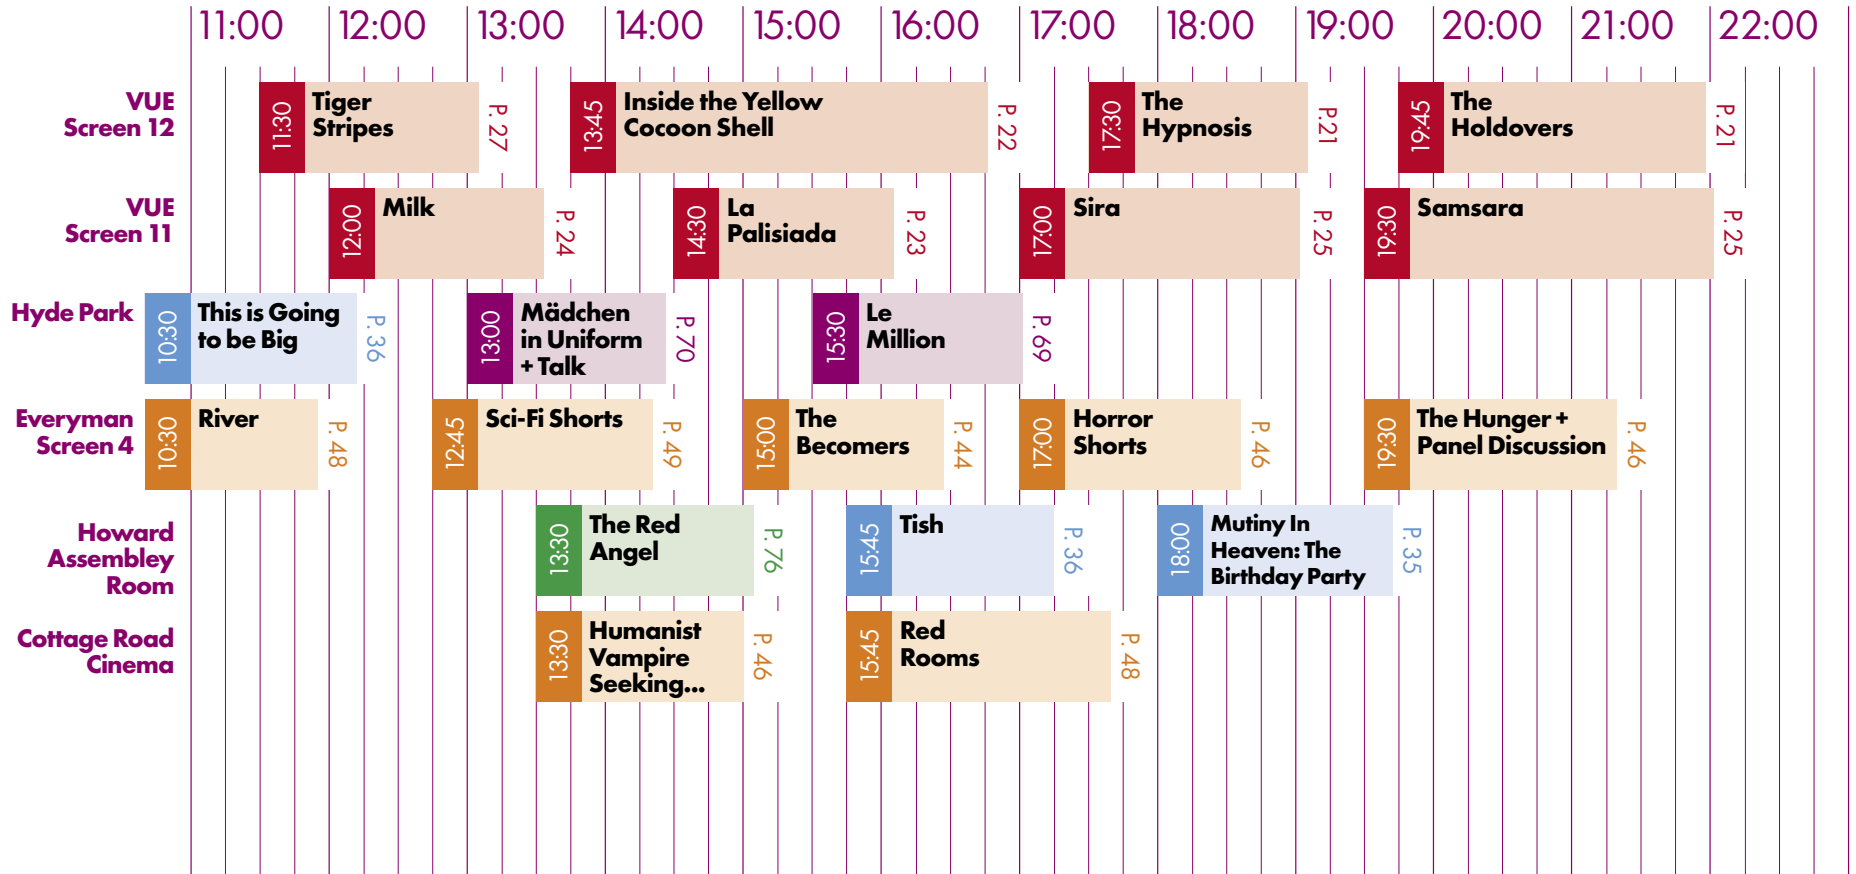 11:00 12:00 13:00 14:00 15:00 16:00 17:00 18:00 19:00 20:00 21:00 22:00
VUE
Screen 12
11:30
Tiger
Stripes
P. 27
13:45
Inside the Yellow
Cocoon Shell
P. 22
17:30
The
Hypnosis
P.21
19:45
The
Holdovers
P. 21
VUE
Screen 11
12:00
Milk
P. 24
14:30
La
Palisiada
P. 23
17:00
Sira
P. 25
19:30
Samsara
P. 25
Hyde Park
10:30
This is Going
to be Big
P. 36
13:00
Mädchen
in Uniform
+ Talk
P. 70
15:30
Le
Million
P. 69
Everyman
Screen 4
10:30
River
P. 48
12:45
Sci-Fi Shorts
P. 49
15:00
The
Becomers
P. 44
17:00
Horror
Shorts
P. 46
19:30
The Hunger +
Panel Discussion
P. 46
Howard
Assembley
Room
13:30
The Red
Angel
P. 76
15:45
Tish
P. 36
18:00
Mutiny In
Heaven: The
Birthday Party
P. 35
Cottage Road
Cinema
13:30
Humanist
Vampire
Seeking...
P. 46
15:45
Red
Rooms
P. 48